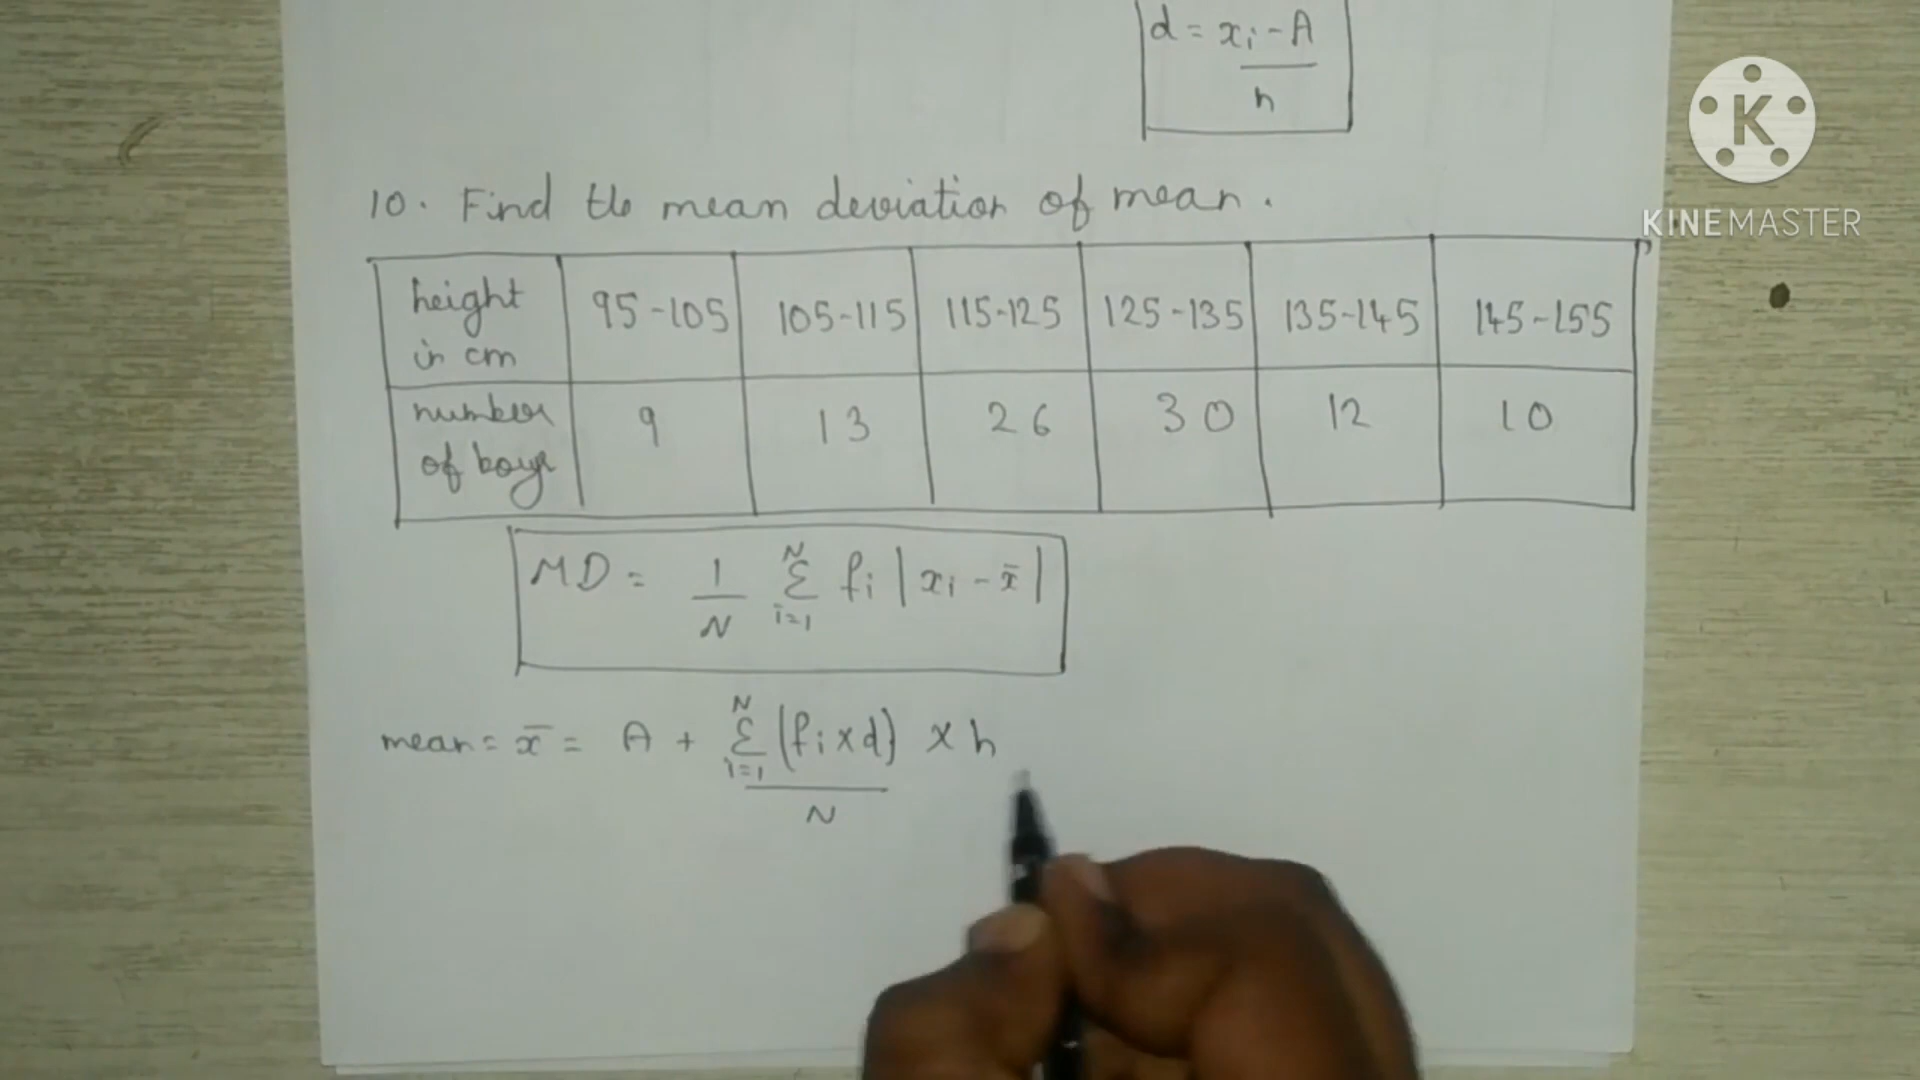 d = xi - A
h
K
KINEMASTER
10. Find the mean deviation of mean.
height in cm 95-105 105-115 115-125 125-135 135-145 145-155
number of boys 9 13 26 30 12 10
MD = 1/N N Σ i=1 fi |xi - x̄|
mean = x̄ = A + N Σ i=1 (fi x d) x h
N